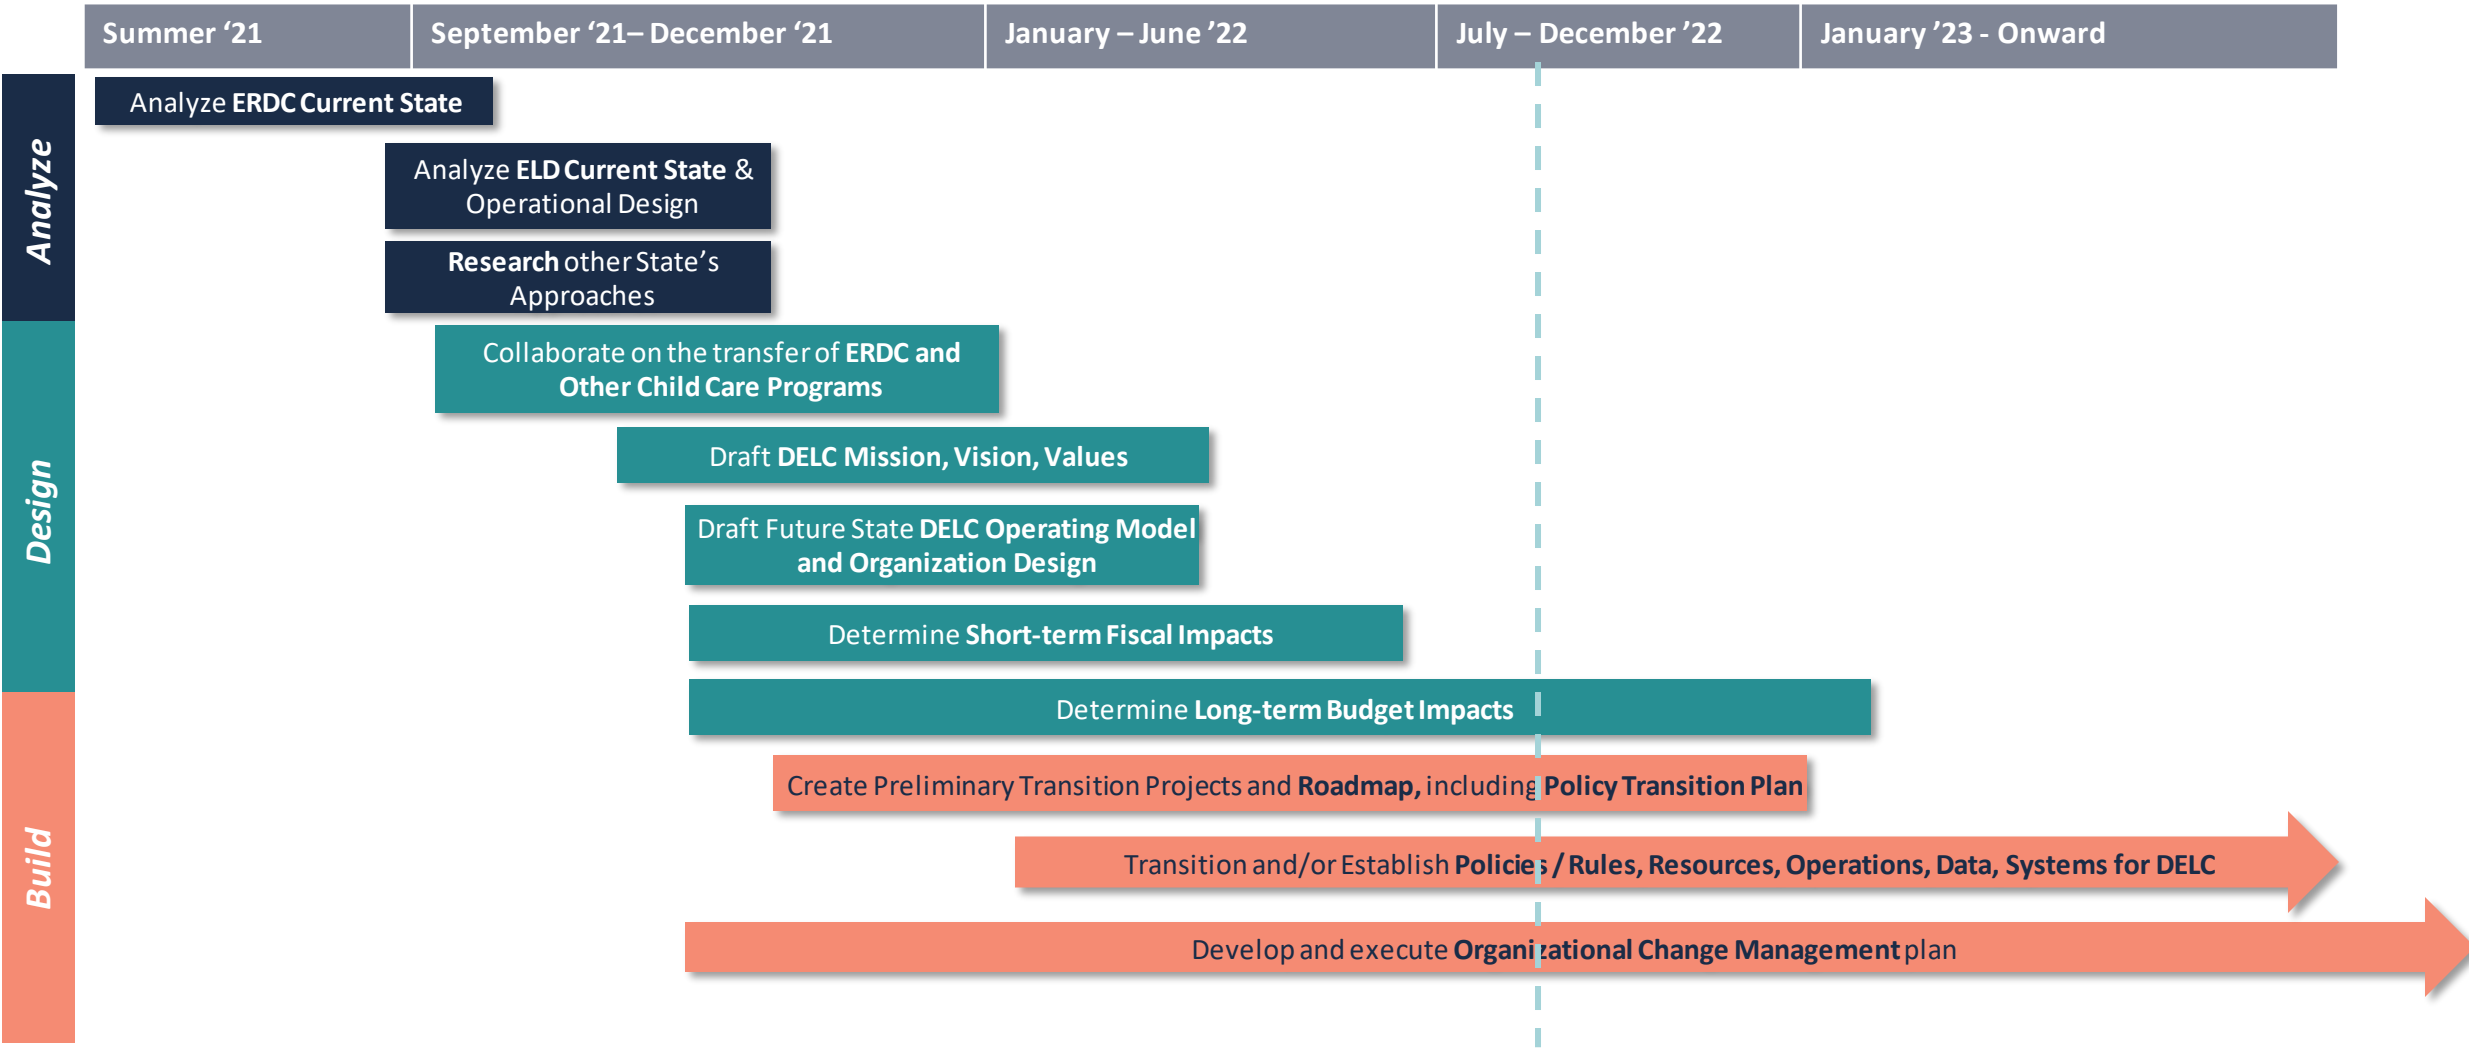 Summer ‘21
September ‘21– December ‘21
January – June ’22
July – December ’22
January ’23 - Onward
Analyze
Analyze ERDC Current State
Analyze ELD Current State &
Operational Design
Research other State’s
Approaches
Design
Collaborate on the transfer of ERDC and
Other Child Care Programs
Draft DELC Mission, Vision, Values
Draft Future State DELC Operating Model
and Organization Design
Determine Short-term Fiscal Impacts
Determine Long-term Budget Impacts
Build
Create Preliminary Transition Projects and Roadmap, including Policy Transition Plan
Transition and/or Establish Policies / Rules, Resources, Operations, Data, Systems for DELC
Develop and execute Organizational Change Management plan